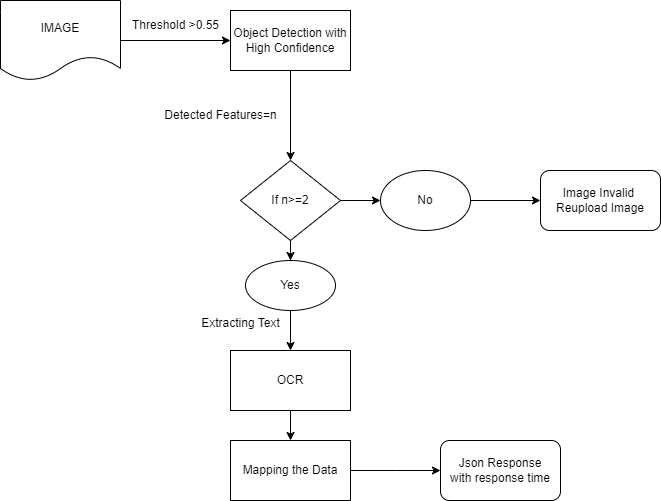 IMAGE
Threshold >0.55
Object Detection with
High Confidence
Detected Features=n
If n>=2
No
Image Invalid
Reupload Image
Yes
Extracting Text
OCR
Mapping the Data
Json Response
with response time